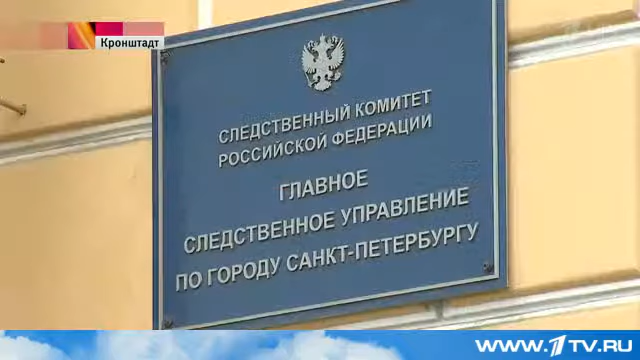 Кронштадт
СЛЕДСТВЕННЫЙ КОМИТЕТ
РОССИЙСКОЙ ФЕДЕРАЦИИ
ГЛАВНОЕ
СЛЕДСТВЕННОЕ УПРАВЛЕНИЕ
ПО ГОРОДУ САНКТ-ПЕТЕРБУРГУ
WWW.1TV.RU